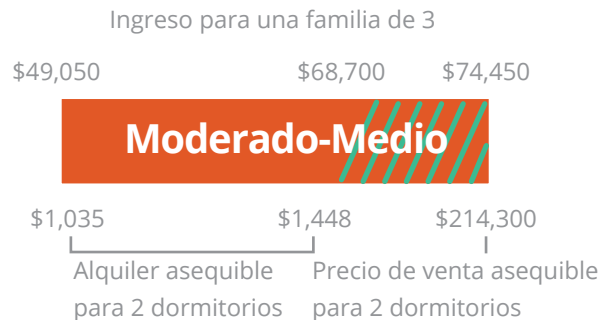 Ingreso para una familia de 3
$49,050 $68,700 $74,450
Moderado-Medio
$1,035 $1,448 $214,300
Alquiler asequible Precio de venta asequible
para 2 dormitorios para 2 dormitorios